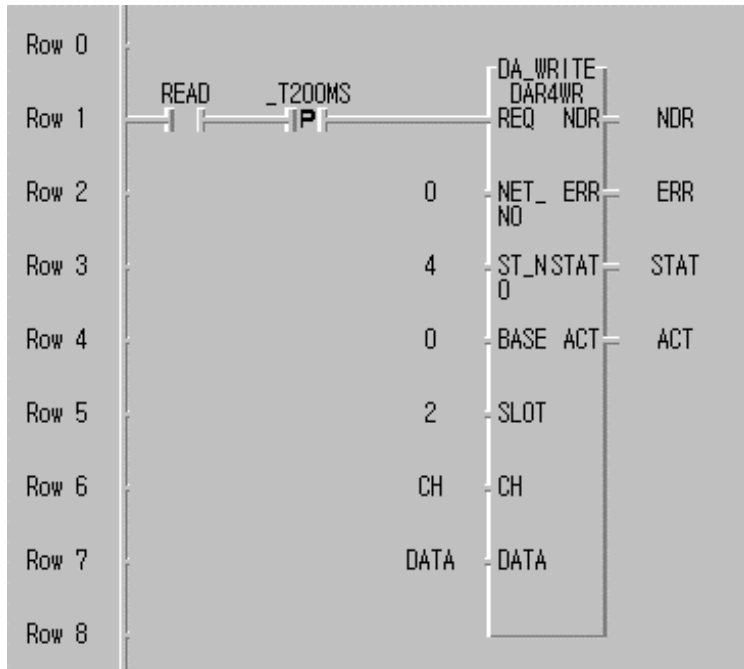 Row 0
DA_WRITE
READ _T200MS DAR4WR
Row 1 P REQ NDR NDR
Row 2 0 NET_ ERR ERR
NO
Row 3 4 ST_N STAT STAT
O
Row 4 0 BASE ACT ACT
Row 5 2 SLOT
Row 6 CH CH
Row 7 DATA DATA
Row 8